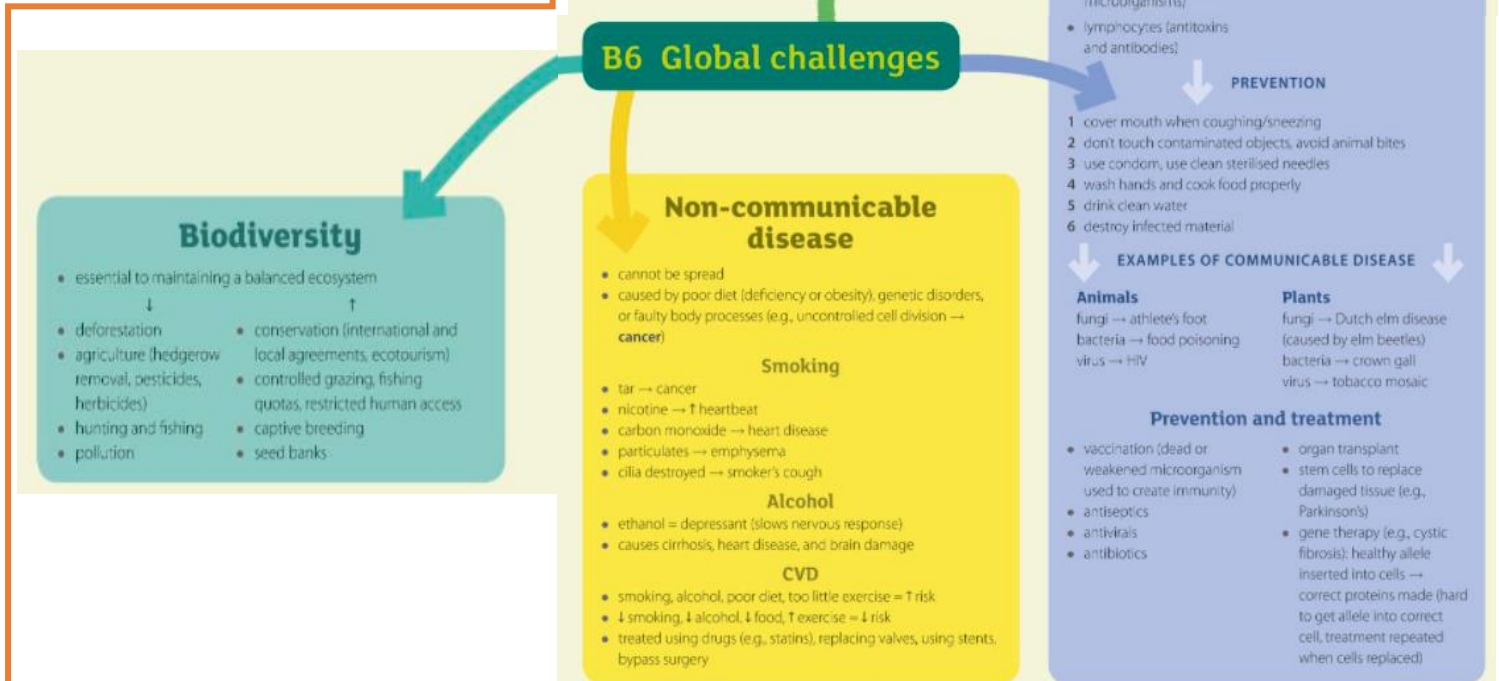 B6 Global challenges
Biodiversity
• essential to maintaining a balanced ecosystem
↓
• deforestation
• agriculture (hedgerow
removal, pesticides,
herbicides)
• hunting and fishing
• pollution
↑
• conservation (international and
local agreements, ecotourism)
• controlled grazing, fishing
quotas, restricted human access
• captive breeding
• seed banks
Non-communicable
disease
• cannot be spread
• caused by poor diet (deficiency or obesity), genetic disorders,
or faulty body processes (e.g., uncontrolled cell division →
cancer)
Smoking
• tar → cancer
• nicotine → ↑ heartbeat
• carbon monoxide → heart disease
• particulates → emphysema
• cilia destroyed → smoker's cough
Alcohol
• ethanol = depressant (slows nervous response)
• causes cirrhosis, heart disease, and brain damage
CVD
• smoking, alcohol, poor diet, too little exercise = ↑ risk
• ↓ smoking, ↓ alcohol, ↓ food, ↑ exercise = ↓ risk
• treated using drugs (e.g., statins), replacing valves, using stents,
bypass surgery
microorganisms)
• lymphocytes (antitoxins
and antibodies)
PREVENTION
1 cover mouth when coughing/sneezing
2 don't touch contaminated objects, avoid animal bites
3 use condom, use clean sterilised needles
4 wash hands and cook food properly
5 drink clean water
6 destroy infected material
EXAMPLES OF COMMUNICABLE DISEASE
Animals
fungi → athlete's foot
bacteria → food poisoning
virus → HIV
Plants
fungi → Dutch elm disease
(caused by elm beetles)
bacteria → crown gall
virus → tobacco mosaic
Prevention and treatment
• vaccination (dead or
weakened microorganism
used to create immunity)
• antiseptics
• antivirals
• antibiotics
• organ transplant
• stem cells to replace
damaged tissue (e.g.,
Parkinson's)
• gene therapy (e.g., cystic
fibrosis): healthy allele
inserted into cells →
correct proteins made (hard
to get allele into correct
cell, treatment repeated
when cells replaced)